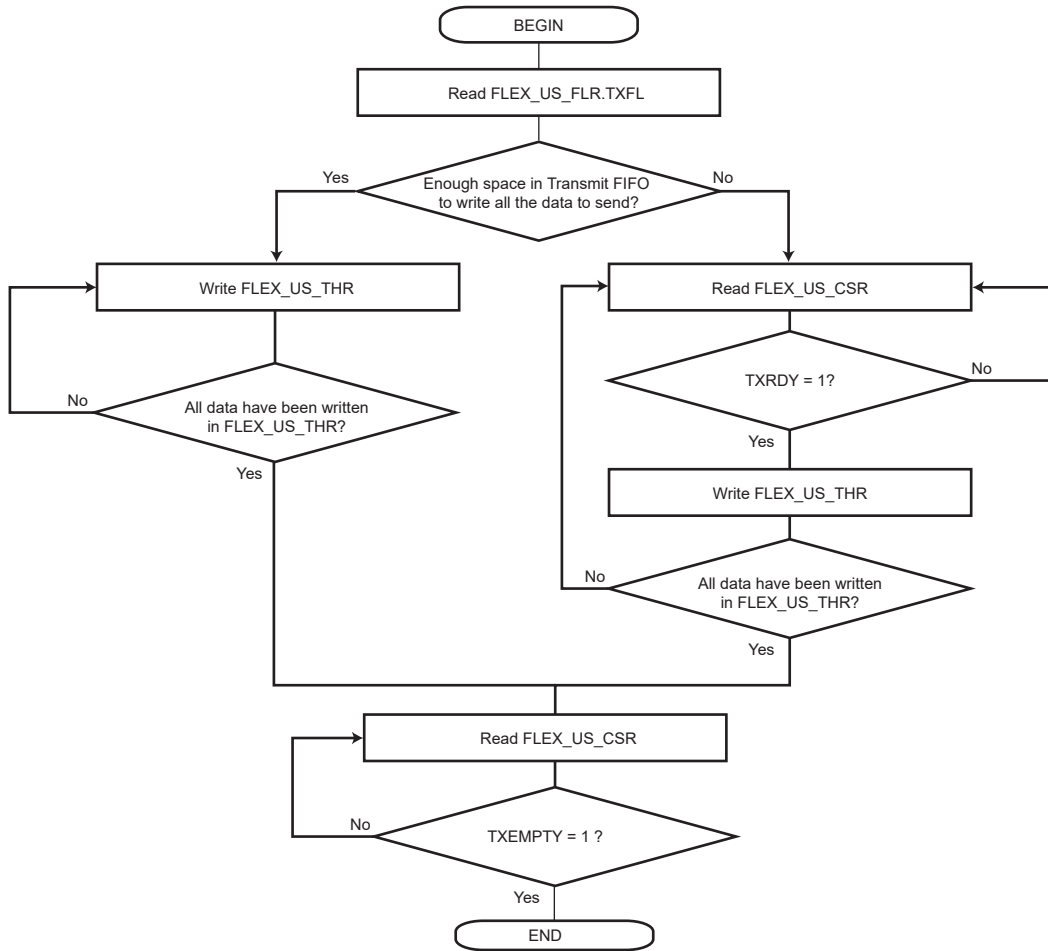 BEGIN
Read FLEX_US_FLR.TXFL
Yes
No
Enough space in Transmit FIFO
to write all the data to send?
Write FLEX_US_THR
Read FLEX_US_CSR
No
All data have been written
in FLEX_US_THR?
Yes
TXRDY = 1?
No
Yes
Write FLEX_US_THR
No
All data have been written
in FLEX_US_THR?
Yes
Read FLEX_US_CSR
No
TXEMPTY = 1 ?
Yes
END